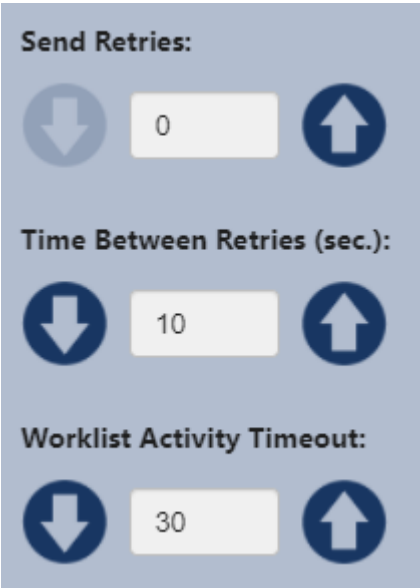 Send Retries:
0
Time Between Retries (sec.):
10
Worklist Activity Timeout:
30